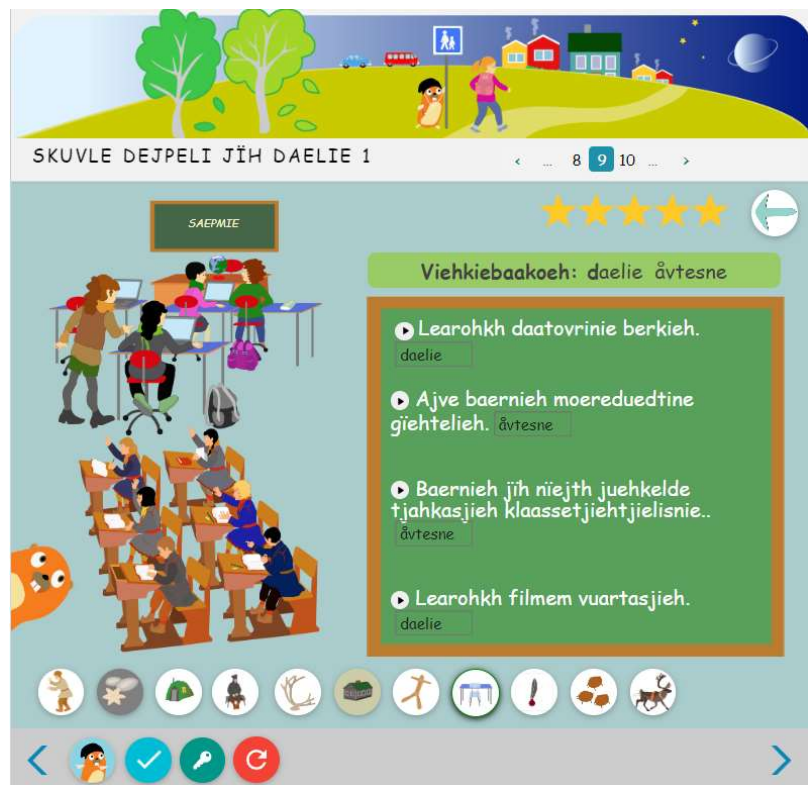 SKUVLE DEJPELI JÏH DAELIE 1
‹ ... 8 9 10 ... ›
SAEPMIE
Viehkiebaakoeh: daelie åvtesne
Learohkh daatovrinie berkieh.
daelie
Ajve baernieh moereduedtine
gïehtelieh. åvtesne
Baernieh jïh nïejth juehkelde
tjahkasjieh klaassetjiehtjielisnie..
åvtesne
Learohkh filmem vuartasjieh.
daelie